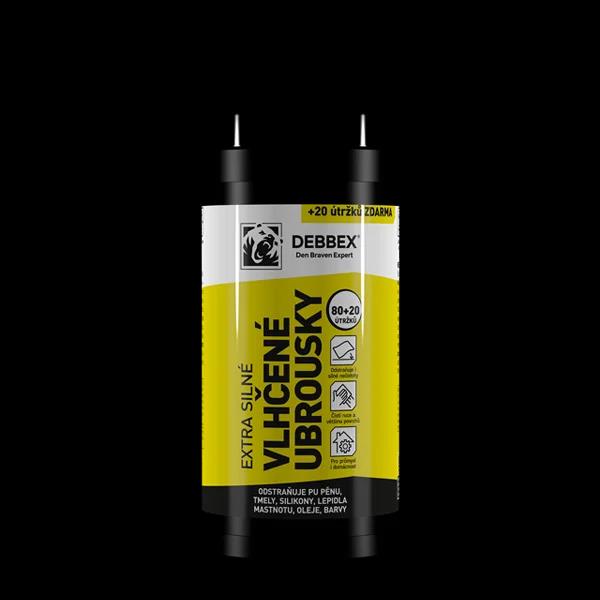 +20 útržků ZDARMA
DEBBEX®
Den Braven Expert
80+20
ÚTRŽKŮ
EXTRA SILNÉ
VLHČENÉ
UBROUSKY
Odstraňuje i
silné nečistoty
Čistí ruce a
většinu povrchů
Pro průmysl
i domácnost
ODSTRAŇUJE PU PĚNU,
TMELY, SILIKONY, LEPIDLA
MASTNOTU, OLEJE, BARVY